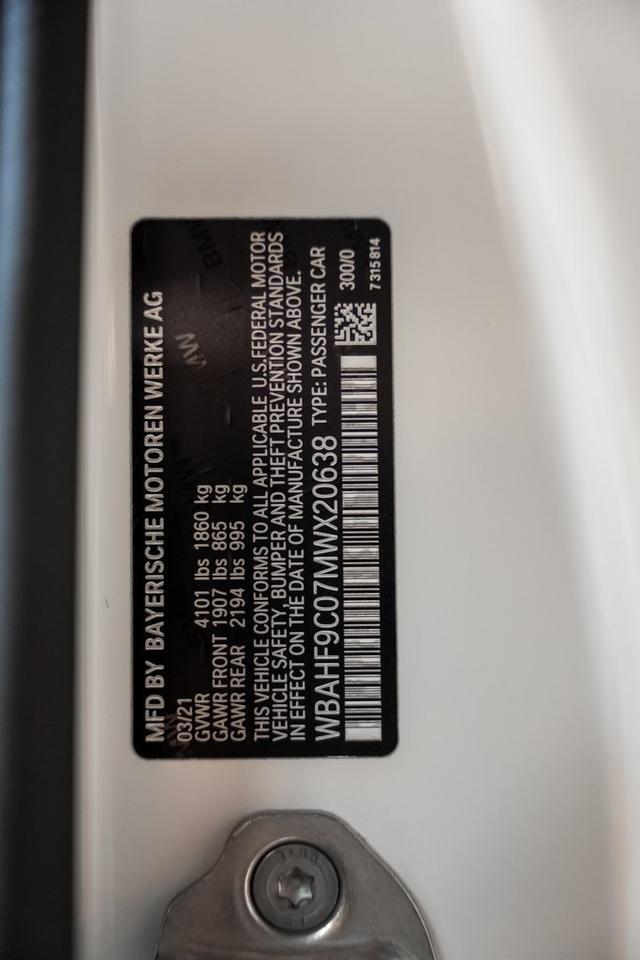 MFD BY BAYERISCHE MOTOREN WERKE AG
03/21
GVWR 4101 lbs 1860 kg
GAWR FRONT 1907 lbs 865 kg
GAWR REAR 2194 lbs 995 kg
THIS VEHICLE CONFORMS TO ALL APPLICABLE U.S.FEDERAL MOTOR
VEHICLE SAFETY, BUMPER AND THEFT PREVENTION STANDARDS
IN EFFECT ON THE DATE OF MANUFACTURE SHOWN ABOVE.
WBAHF9C07MWX20638 TYPE: PASSENGER CAR
300/0
7315814